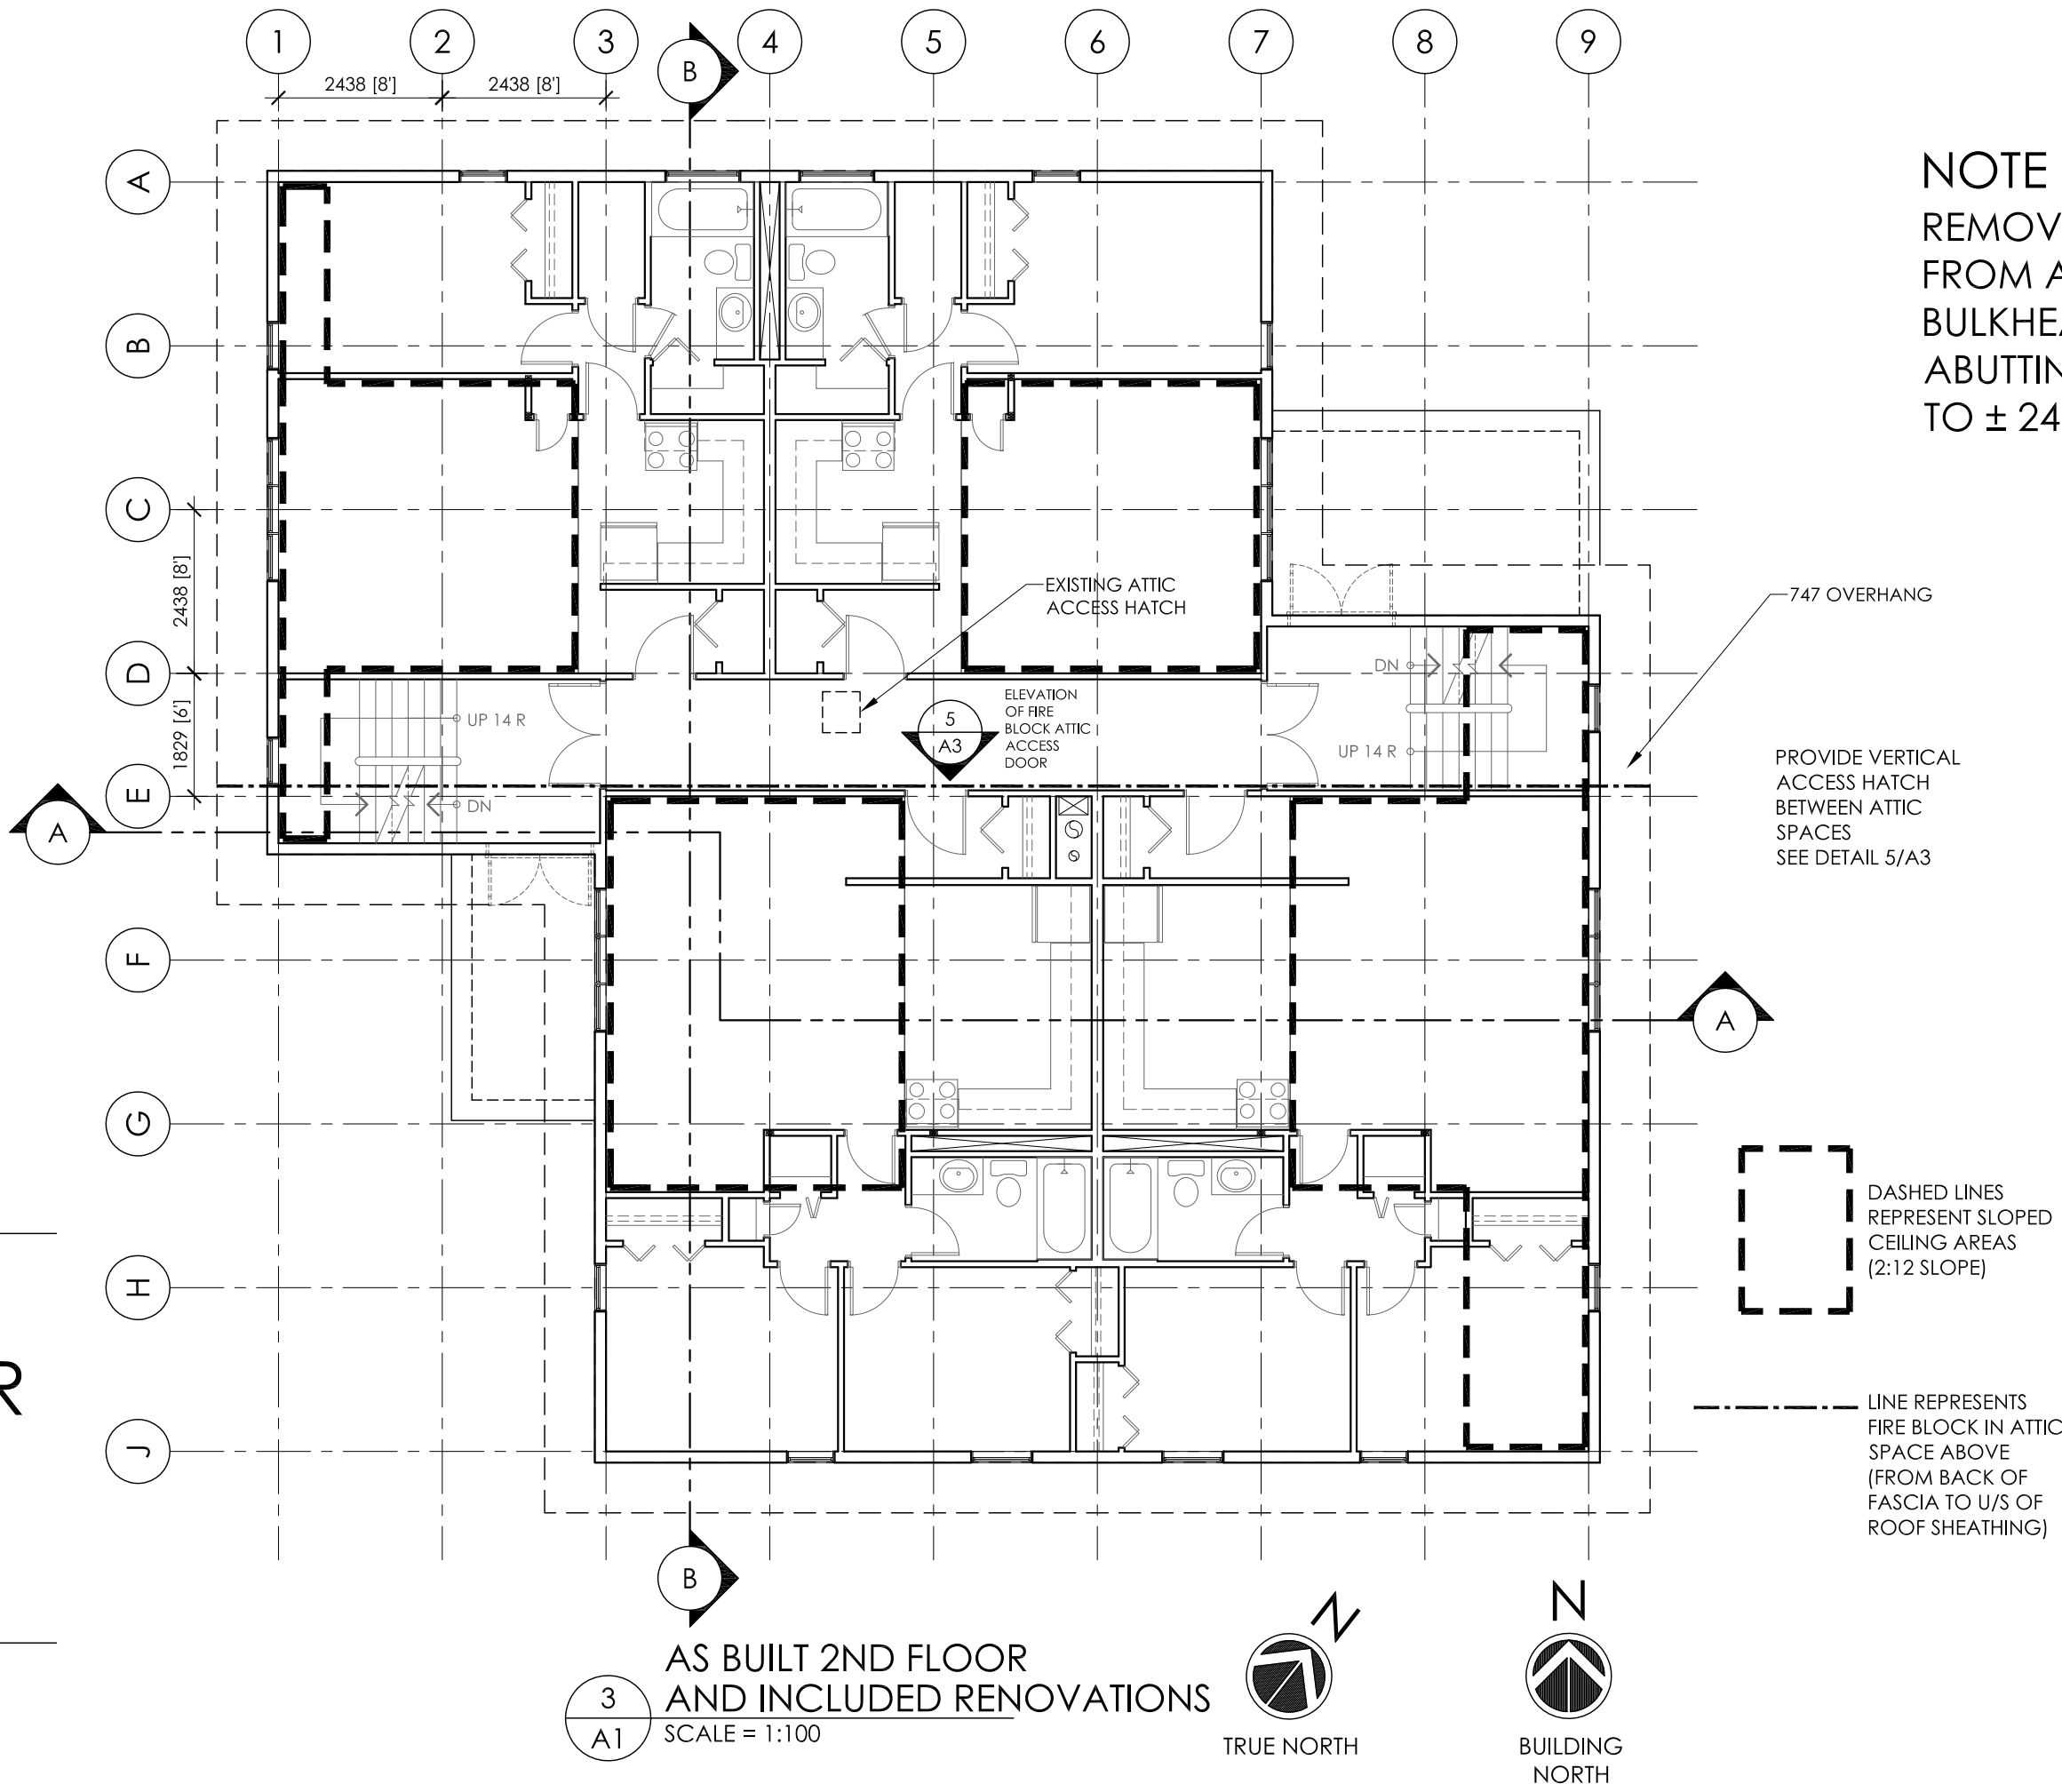 1 2 3 4 5 6 7 8 9
B
2438 [8'] 2438 [8']
A
B
C
D
E
F
G
H
J
2438 [8']
1829 [6']
NOTE
REMOV
FROM A
BULKHEA
ABUTTIN
TO ± 24
EXISTING ATTIC
ACCESS HATCH
747 OVERHANG
DN
UP 14 R
UP 14 R
DN
5
A3
ELEVATION
OF FIRE
BLOCK ATTIC
ACCESS
DOOR
PROVIDE VERTICAL
ACCESS HATCH
BETWEEN ATTIC
SPACES
SEE DETAIL 5/A3
A
A
DASHED LINES
REPRESENT SLOPED
CEILING AREAS
(2:12 SLOPE)
R
LINE REPRESENTS
FIRE BLOCK IN ATTIC
SPACE ABOVE
(FROM BACK OF
FASCIA TO U/S OF
ROOF SHEATHING)
B
3
A1
AS BUILT 2ND FLOOR
AND INCLUDED RENOVATIONS
SCALE = 1:100
N
TRUE NORTH
N
BUILDING
NORTH